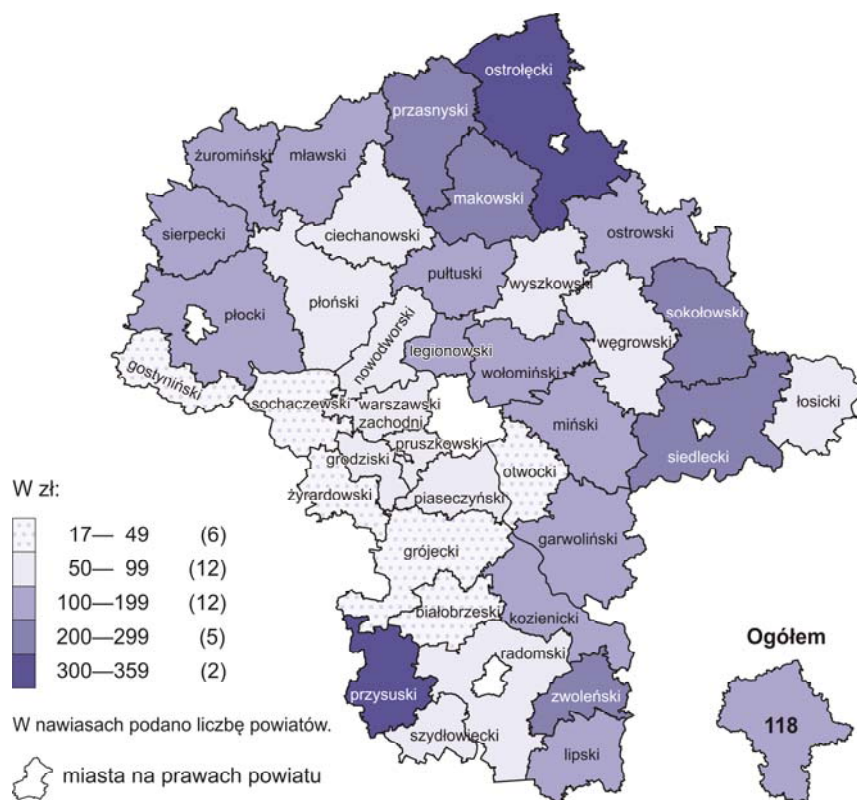 ostrołęcki
przasnyski
żuromiński
mławski
makowski
sierpecki
ciechanowski
ostrowski
pułtuski
wyszkowski
płoński
sokołowski
płocki
nowodworski
węgrowski
legionowski
gostyniński
wołomiński
łosicki
sochaczewski
warszawski
zachodni
miński
pruszkowski
siedlecki
grodziski
otwocki
żyrardowski
piaseczyński
garwoliński
grójecki
białobrzeski
kozienicki
radomski
przysuski
zwoleński
szydłowiecki
lipski
W zł:
17— 49 (6)
50— 99 (12)
100—199 (12)
200—299 (5)
300—359 (2)
W nawiasach podano liczbę powiatów.
miasta na prawach powiatu
Ogółem
118